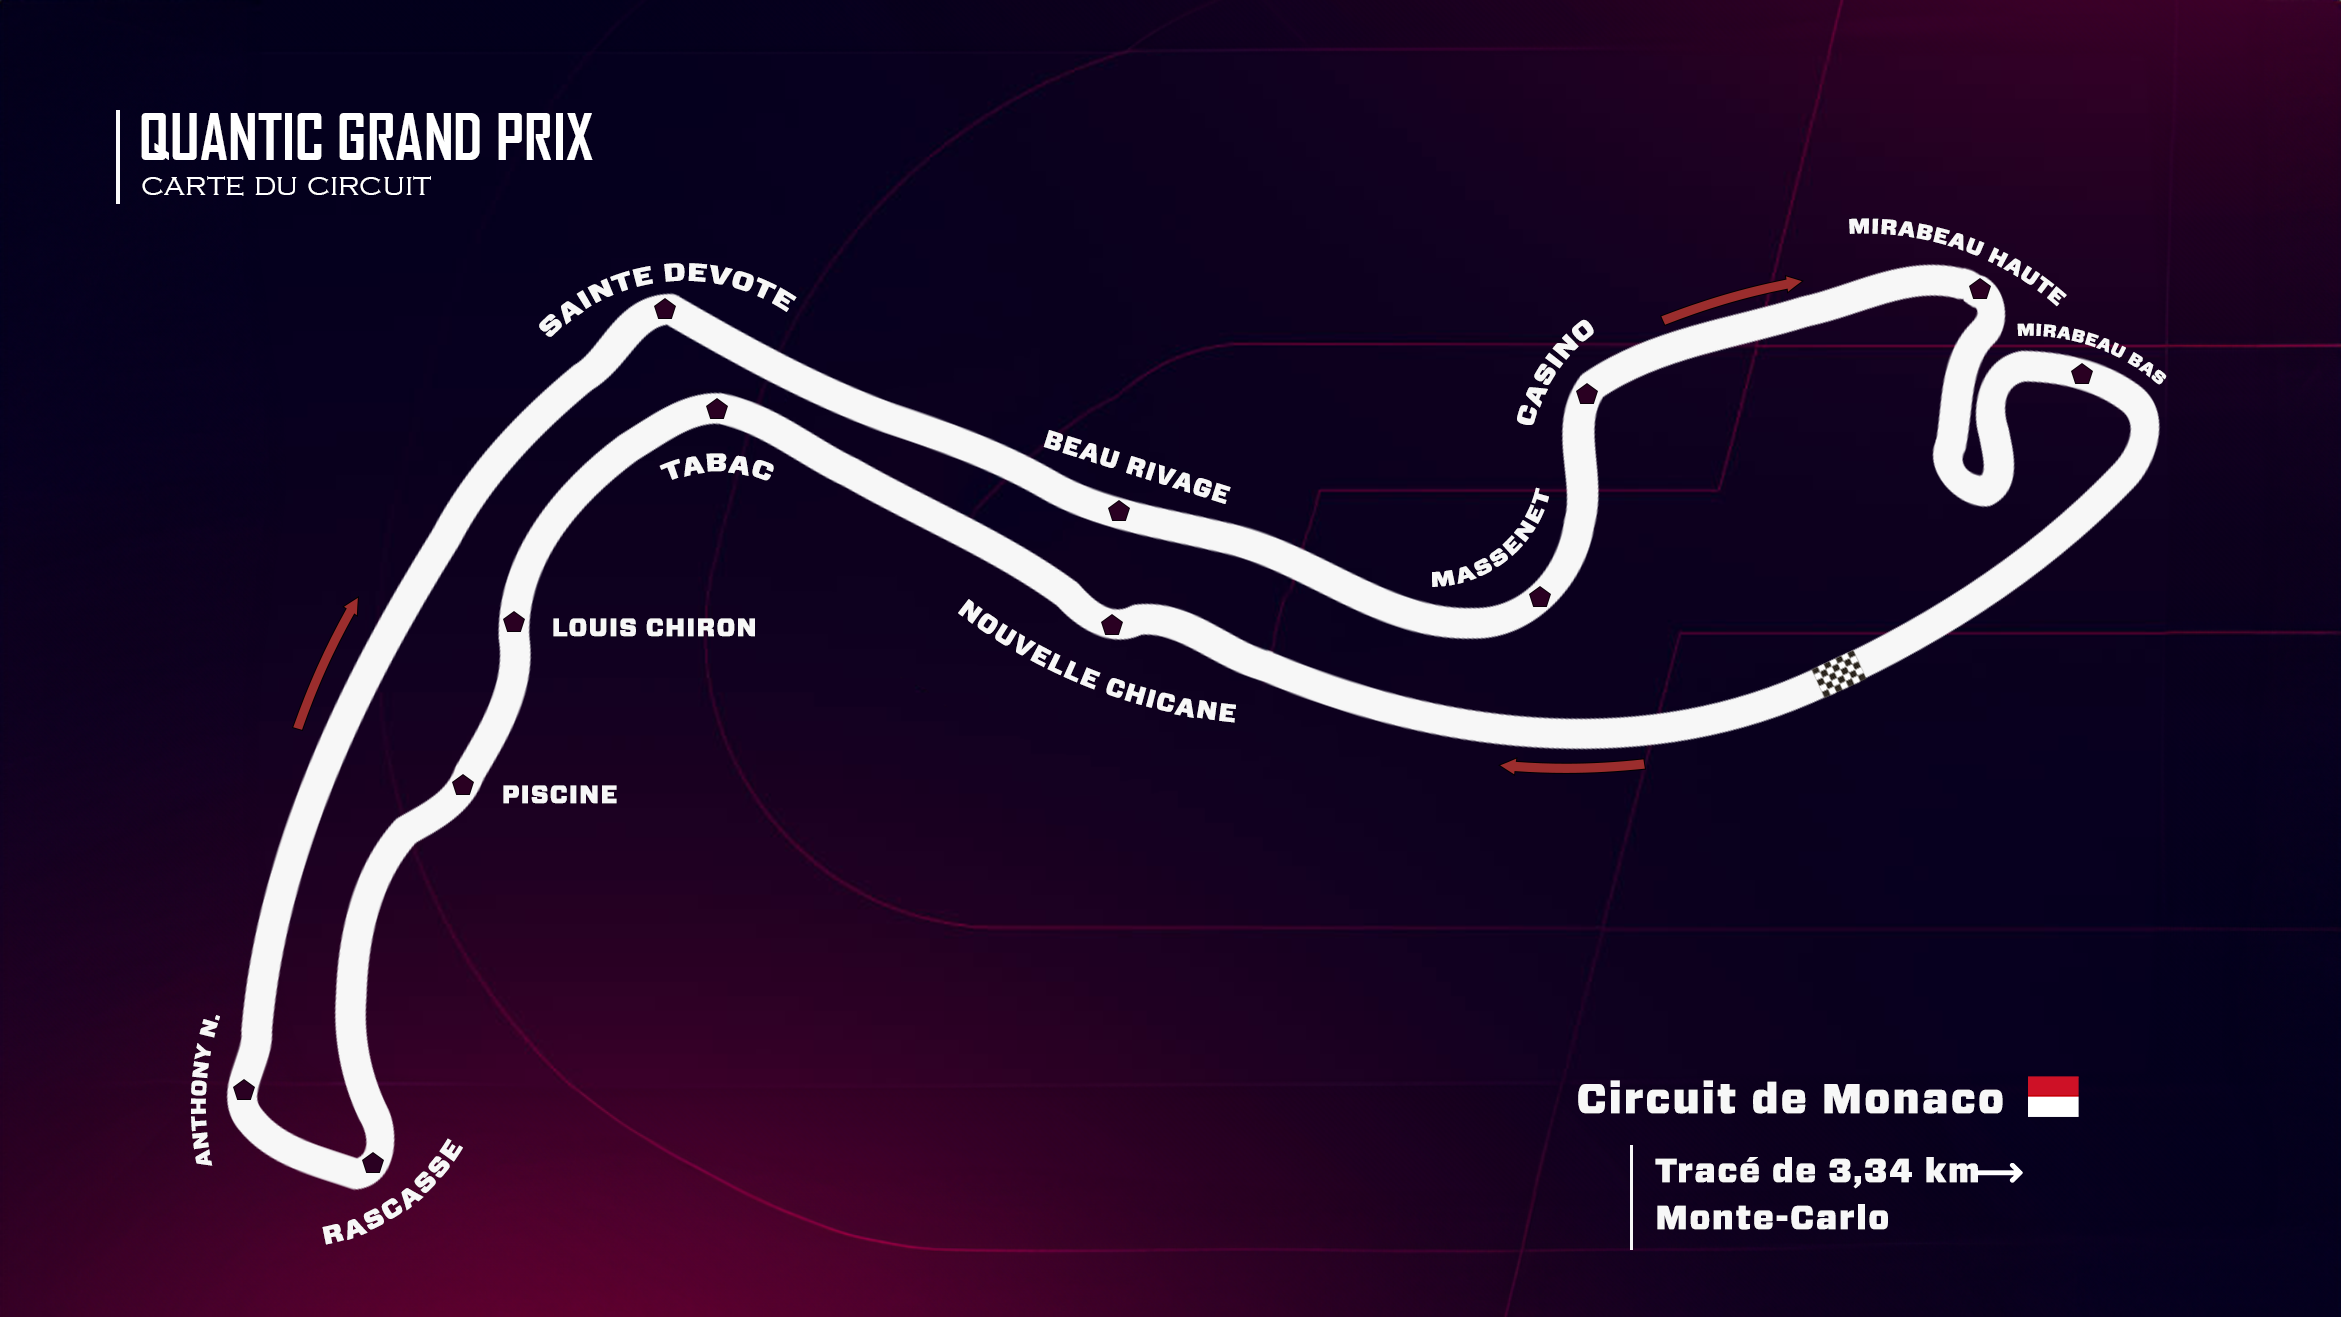 QUANTIC GRAND PRIX
CARTE DU CIRCUIT
SAINTE DEVOTE
MIRABEAU HAUTE
MIRABEAU BAS
CASINO
BEAU RIVAGE
TABAC
MASSENET
LOUIS CHIRON
NOUVELLE CHICANE
PISCINE
ANTHONY N.
RASCASSE
Circuit de Monaco
Tracé de 3,34 km
Monte-Carlo